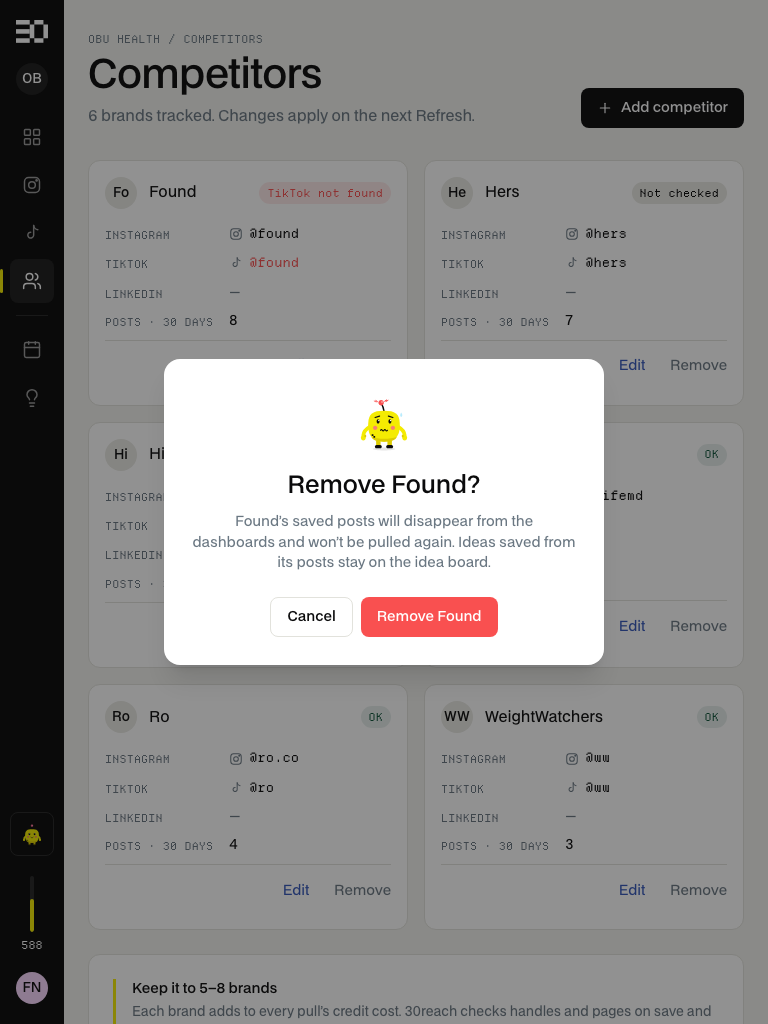 30
OB
OBU HEALTH / COMPETITORS
Competitors
6 brands tracked. Changes apply on the next Refresh.
+ Add competitor
Fo Found TikTok not found
INSTAGRAM @found
TIKTOK @found
LINKEDIN —
POSTS · 30 DAYS 8
He Hers Not checked
INSTAGRAM @hers
TIKTOK @hers
LINKEDIN —
POSTS · 30 DAYS 7
Edit Remove
Hi Hi
INSTAGRA
TIKTOK
LINKEDIN
POSTS ·
OK
ifemd
Edit Remove
Remove Found?
Found's saved posts will disappear from the
dashboards and won't be pulled again. Ideas saved from
its posts stay on the idea board.
Cancel Remove Found
Ro Ro OK
INSTAGRAM @ro.co
TIKTOK @ro
LINKEDIN —
POSTS · 30 DAYS 4
Edit Remove
WW WeightWatchers OK
INSTAGRAM @ww
TIKTOK @ww
LINKEDIN —
POSTS · 30 DAYS 3
Edit Remove
588
FN
Keep it to 5–8 brands
Each brand adds to every pull's credit cost. 30reach checks handles and pages on save and